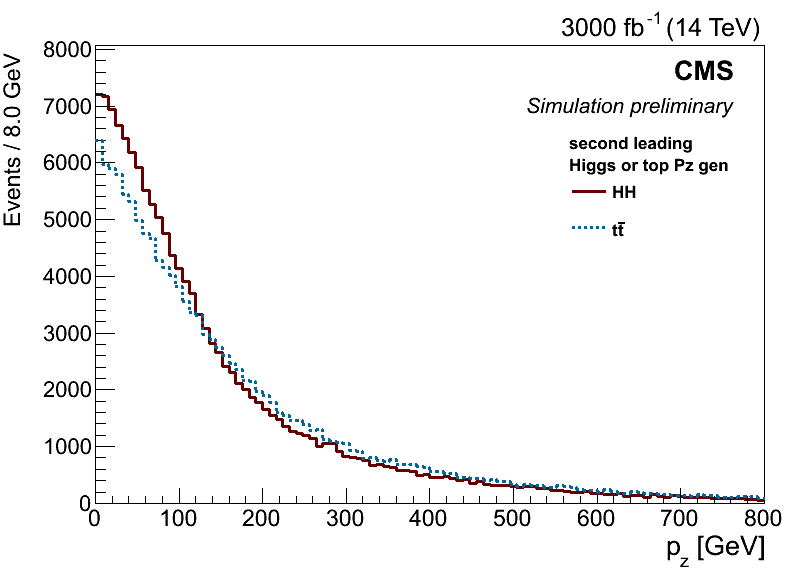 3000 fb⁻¹ (14 TeV)
CMS
Simulation preliminary
second leading
Higgs or top Pz gen
HH
tt̄
Events / 8.0 GeV
8000
7000
6000
5000
4000
3000
2000
1000
0
0 100 200 300 400 500 600 700 800
p_z [GeV]